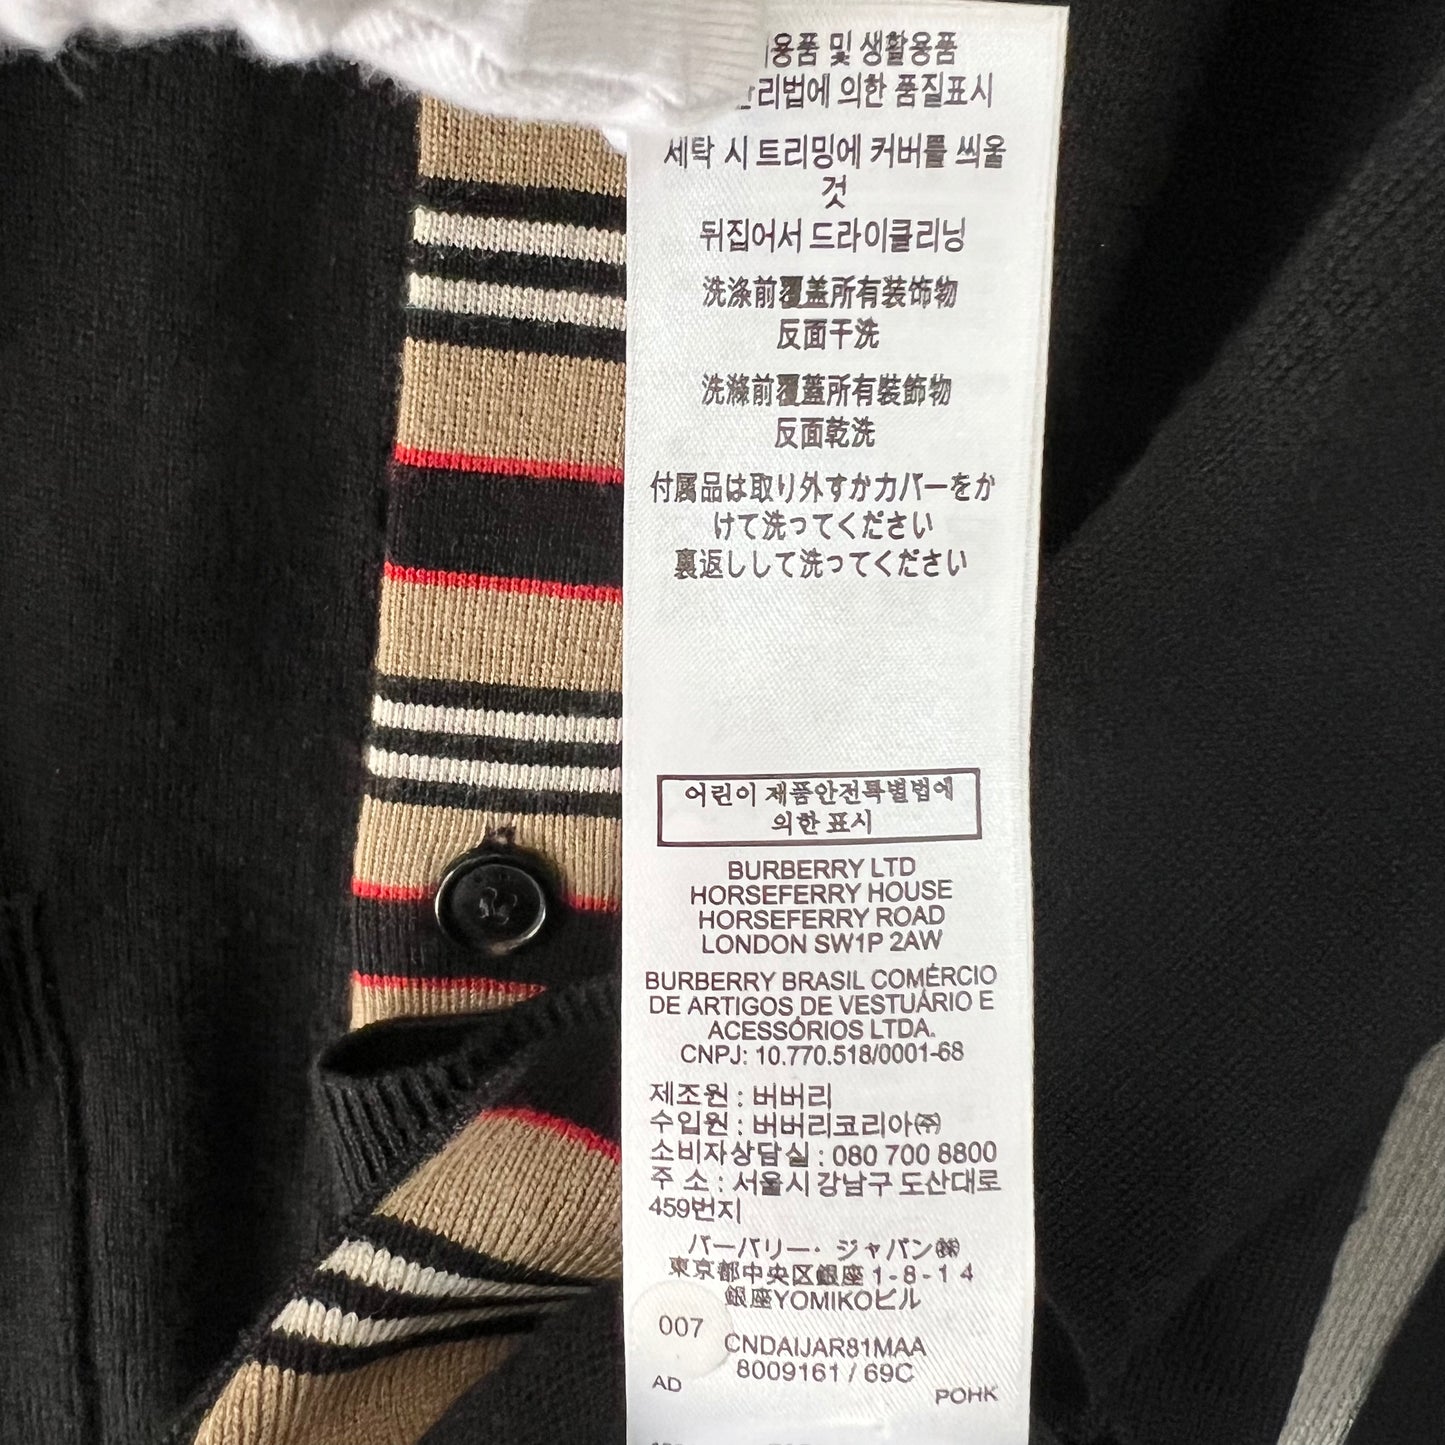 용품 및 생활용품
리법에 의한 품질표시
세탁 시 트리밍에 커버를 씌울
것
뒤집어서 드라이클리닝
洗涤前覆盖所有装饰物
反面干洗
洗滌前覆蓋所有裝飾物
反面乾洗
付属品は取り外すかカバーをか
けて洗ってください
裏返しして洗ってください
어린이 제품안전특별법에
의한 표시
BURBERRY LTD
HORSEFERRY HOUSE
HORSEFERRY ROAD
LONDON SW1P 2AW
BURBERRY BRASIL COMÉRCIO
DE ARTIGOS DE VESTUÁRIO E
ACESSÓRIOS LTDA.
CNPJ: 10.770.518/0001-68
제조원 : 버버리
수입원 : 버버리코리아㈜
소비자상담실 : 080 700 8800
주 소 : 서울시 강남구 도산대로
459번지
バーバリー・ジャパン㈱
東京都中央区銀座 1-8-1 4
銀座YOMIKOビル
007
CNDAIJAR81MAA
8009161 / 69C
AD
POHK